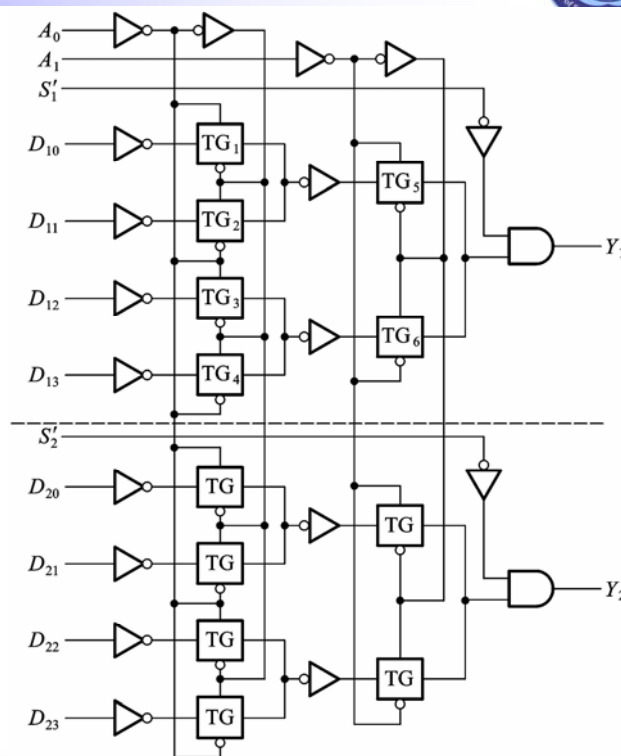 A₀
A₁
S′₁
D₁₀
TG₁
TG₅
D₁₁
TG₂
Y₁
D₁₂
TG₃
TG₆
D₁₃
TG₄
S′₂
D₂₀
TG
TG
D₂₁
TG
Y₂
D₂₂
TG
TG
D₂₃
TG